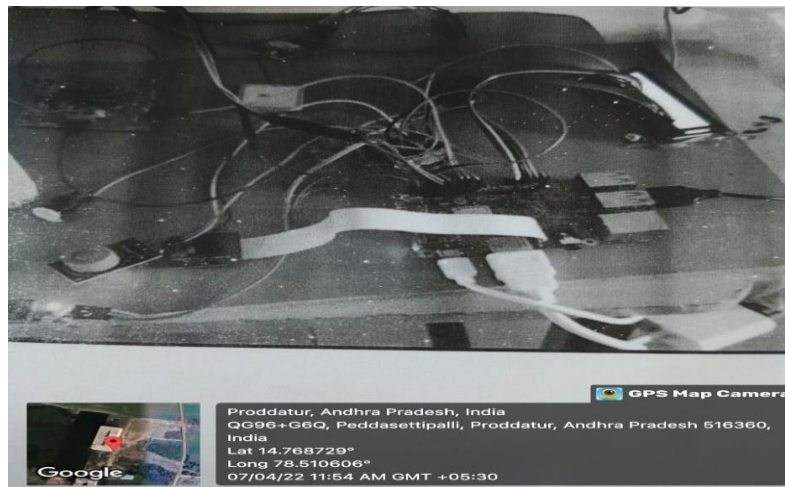 GPS Map Camera
Proddatur, Andhra Pradesh, India
QG96+G6Q, Peddasettipalli, Proddatur, Andhra Pradesh 516360,
India
Lat 14.768729°
Long 78.510606°
07/04/22 11:54 AM GMT +05:30
Google